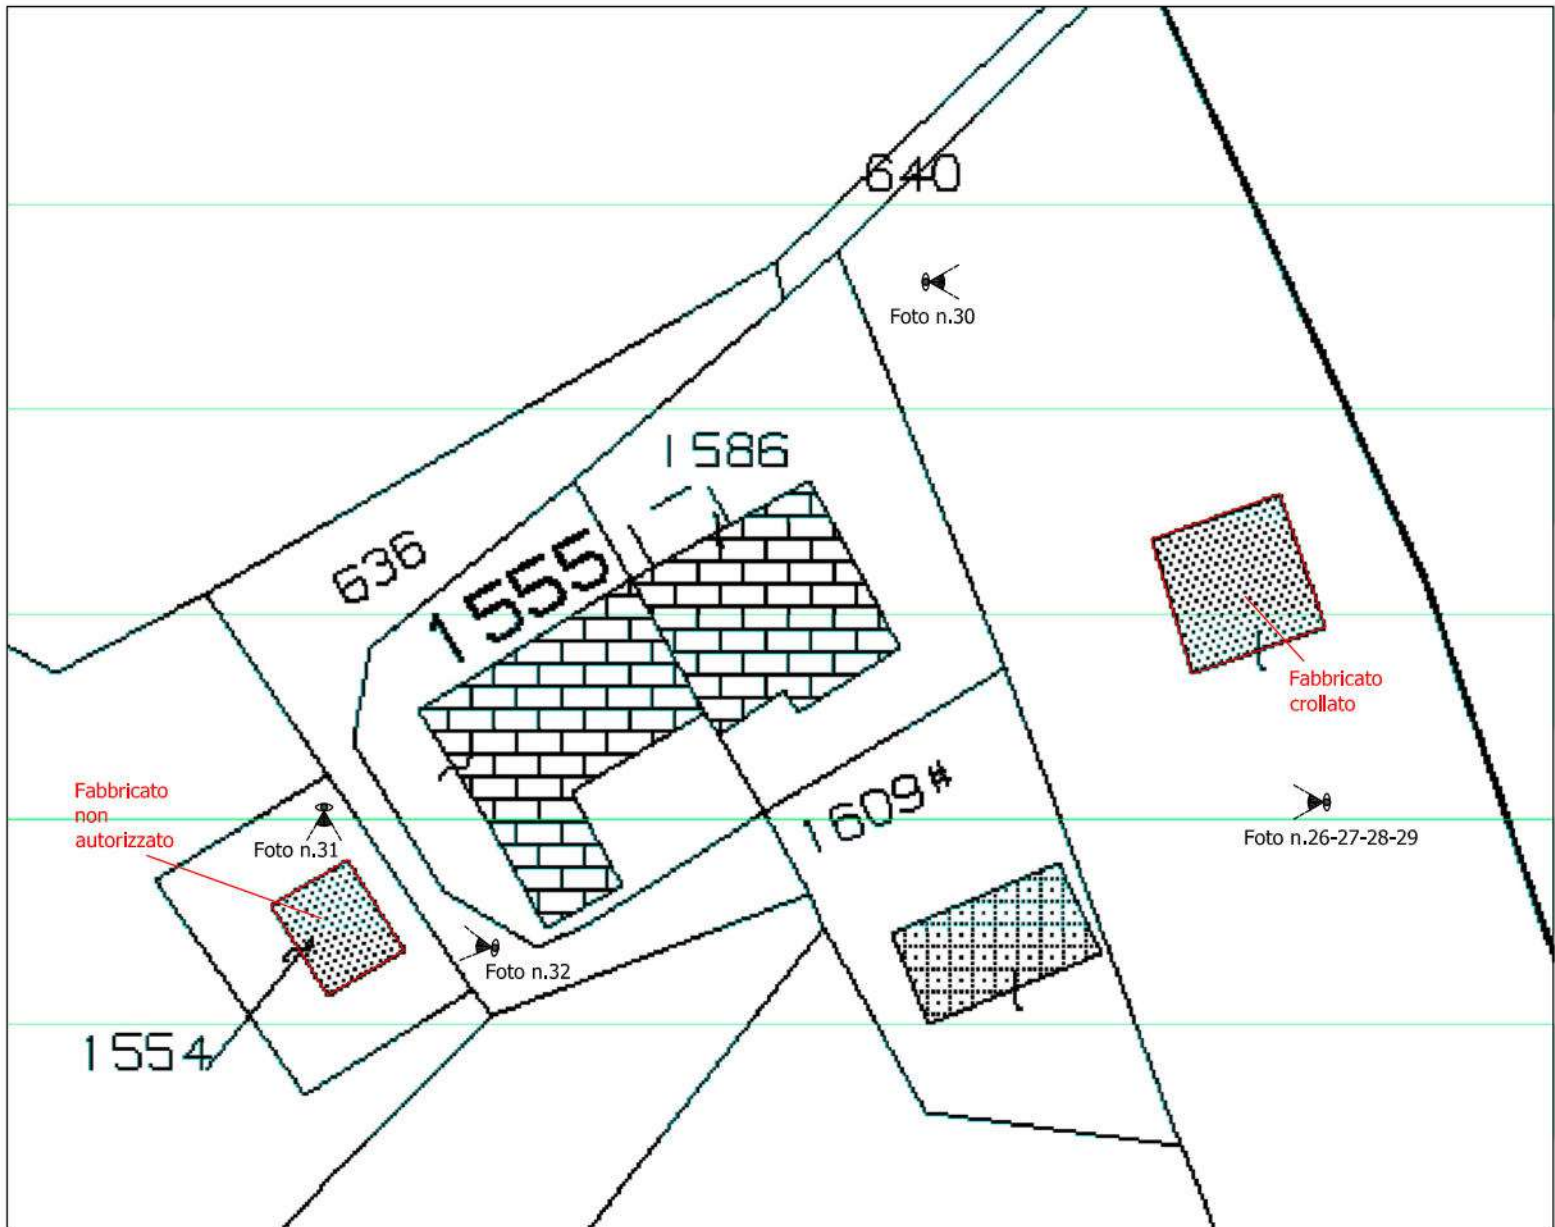 640
Foto n.30
1586
636
1555
Fabbricato
crollato
1609#
Fabbricato
non
autorizzato
Foto n.31
Foto n.26-27-28-29
Foto n.32
1554